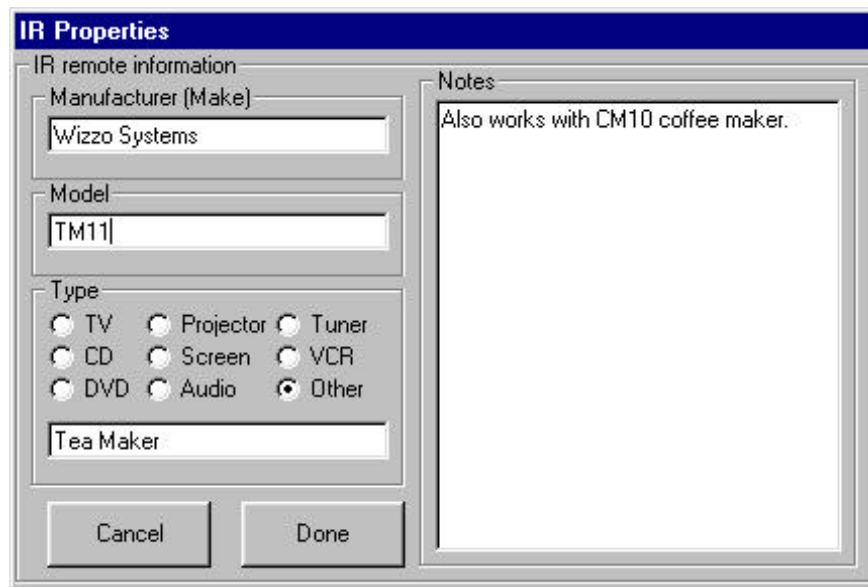 IR Properties
IR remote information
Manufacturer (Make)
Wizzo Systems
Model
TM11
Type
TV Projector Tuner
CD Screen VCR
DVD Audio Other
Tea Maker
Cancel Done
Notes
Also works with CM10 coffee maker.